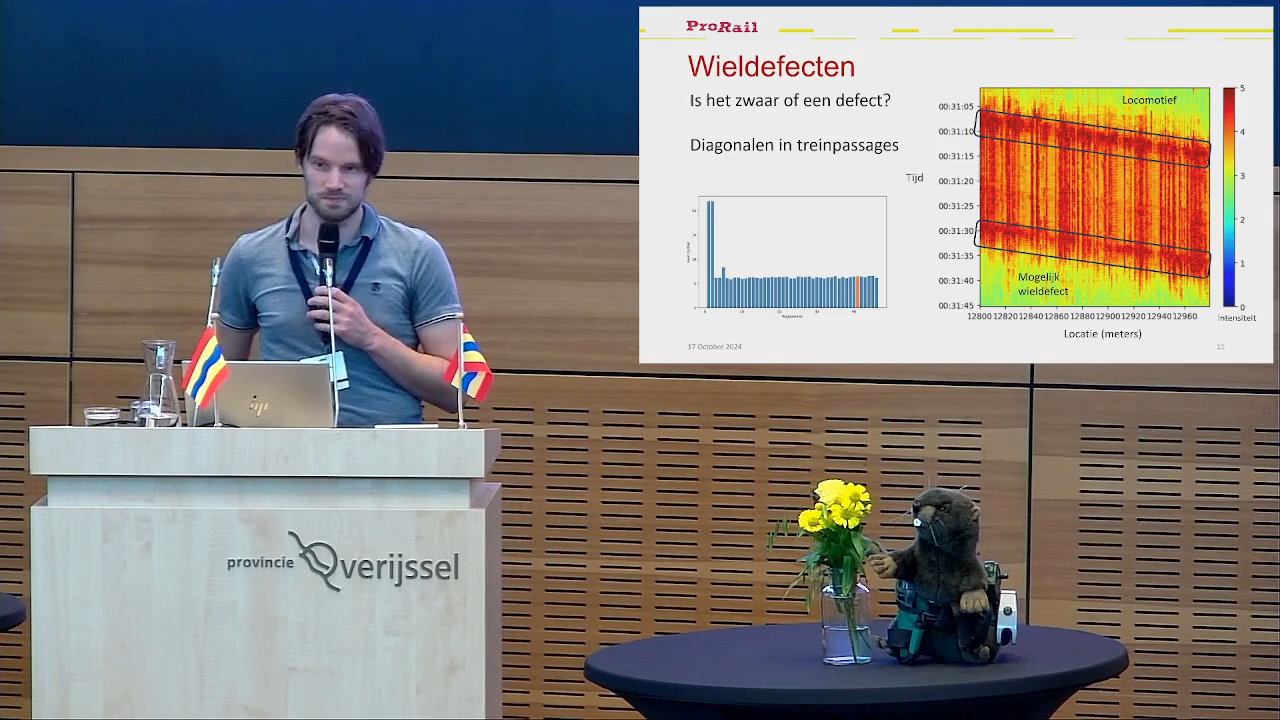 ProRail
Wieldefecten
Is het zwaar of een defect?
Diagonalen in treinpassages
Tijd
00:31:05
00:31:10
00:31:15
00:31:20
00:31:25
00:31:30
00:31:35
00:31:40
00:31:45
Locomotief
Mogelijk
wieldefect
12800 12820 12840 12860 12880 12900 12920 12940 12960
Locatie (meters)
5
4
3
2
1
0
Intensiteit
17 October 2024
11
hp
provincie Overijssel